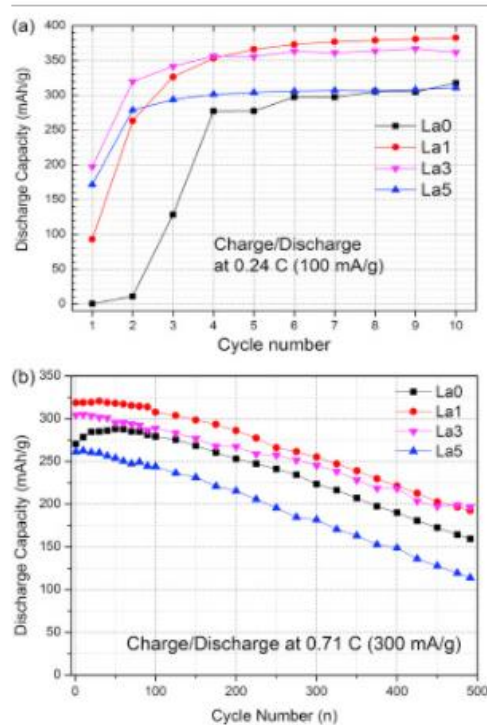 (a)
Discharge Capacity (mAh/g)
400
350
300
250
200
150
100
50
0
La0
La1
La3
La5
Charge/Discharge
at 0.24 C (100 mA/g)
1 2 3 4 5 6 7 8 9 10
Cycle number
(b)
Discharge Capacity (mAh/g)
350
300
250
200
150
100
50
0
La0
La1
La3
La5
Charge/Discharge at 0.71 C (300 mA/g)
0 100 200 300 400 500
Cycle Number (n)